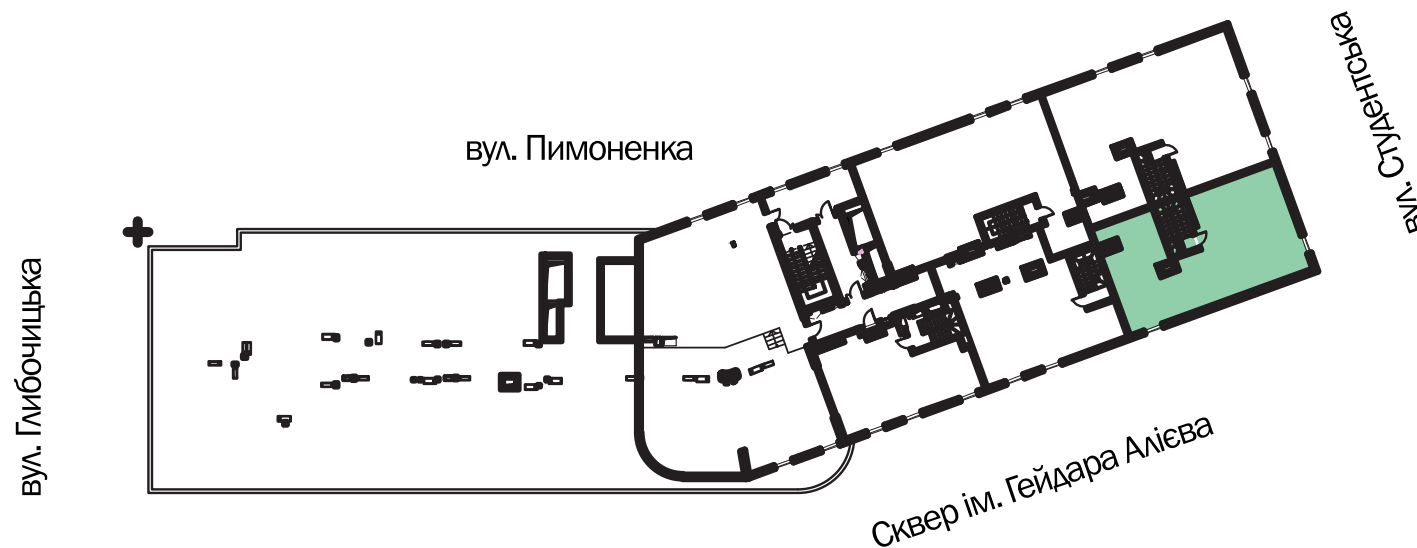 вул. Студентська
вул. Пимоненка
вул. Глибочицька
Сквер ім. Гейдара Алієва